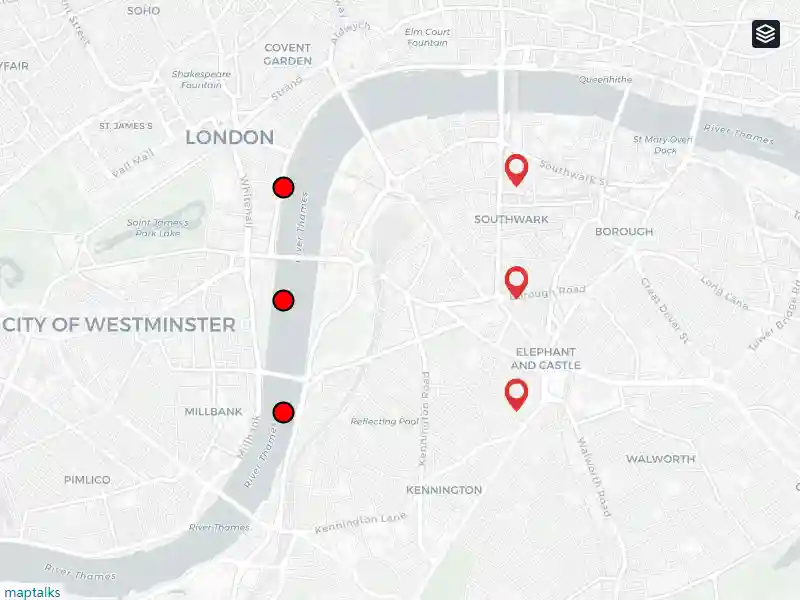 SOHO
COVENT
GARDEN
Aldwych
Elm Court
Fountain
Shakespeare
Fountain
Strand
Queenhithe
ST JAMES'S
LONDON
River Thames
St Mary Overy
Dock
Pall Mall
Southwark St
Whitehall
River Thames
Saint James's
Park Lake
SOUTHWARK
BOROUGH
Borough Road
Long Lane
Great Dover St
Tower Bridge Road
CITY OF WESTMINSTER
ELEPHANT
AND CASTLE
Kennington Road
MILLBANK
Millbank
Reflecting Pool
River Thames
Walworth Road
WALWORTH
PIMLICO
KENNINGTON
Kennington Lane
River Thames
River Thames
maptalks